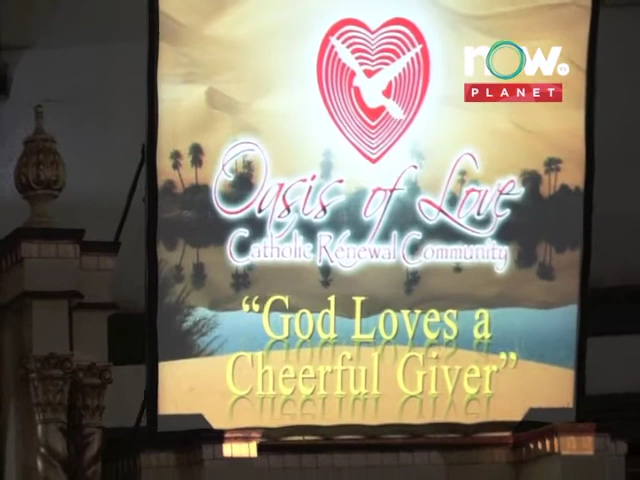 now.
PLANET
Oasis of Love
Catholic Renewal Community
“God Loves a
Cheerful Giver”